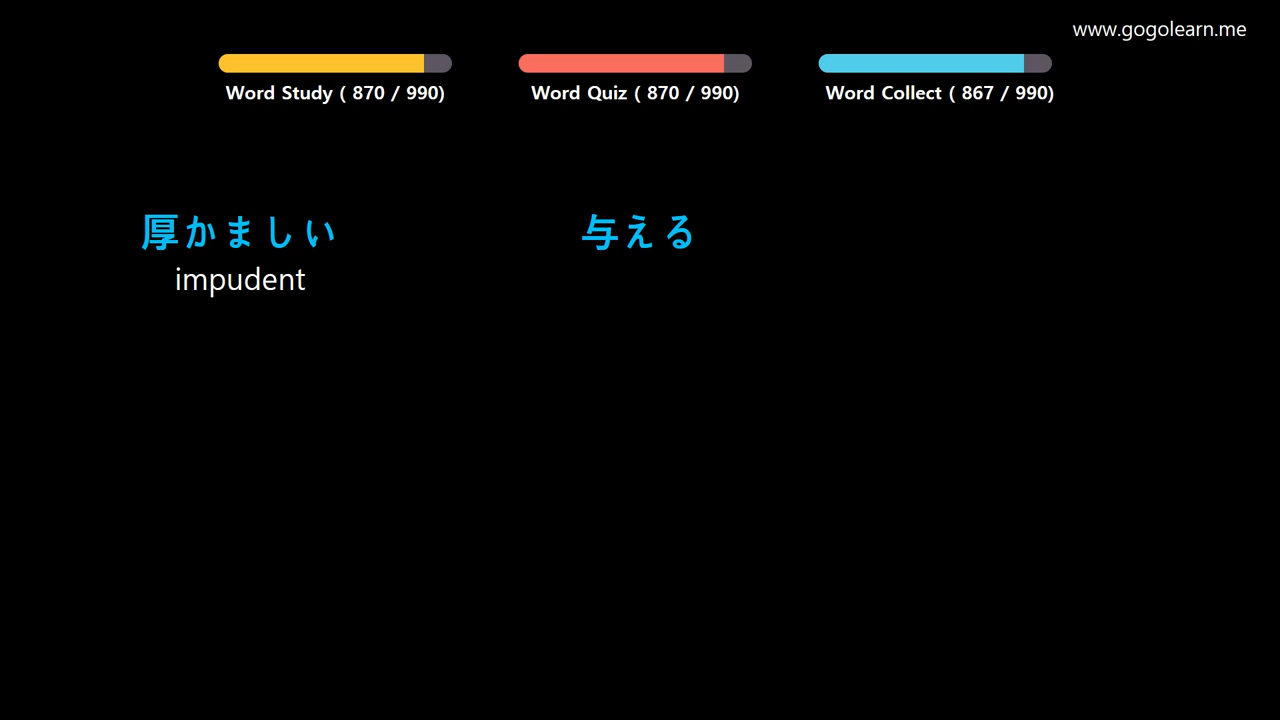 www.gogolearn.me
Word Study ( 870 / 990)
Word Quiz ( 870 / 990)
Word Collect ( 867 / 990)
厚かましい
impudent
与える